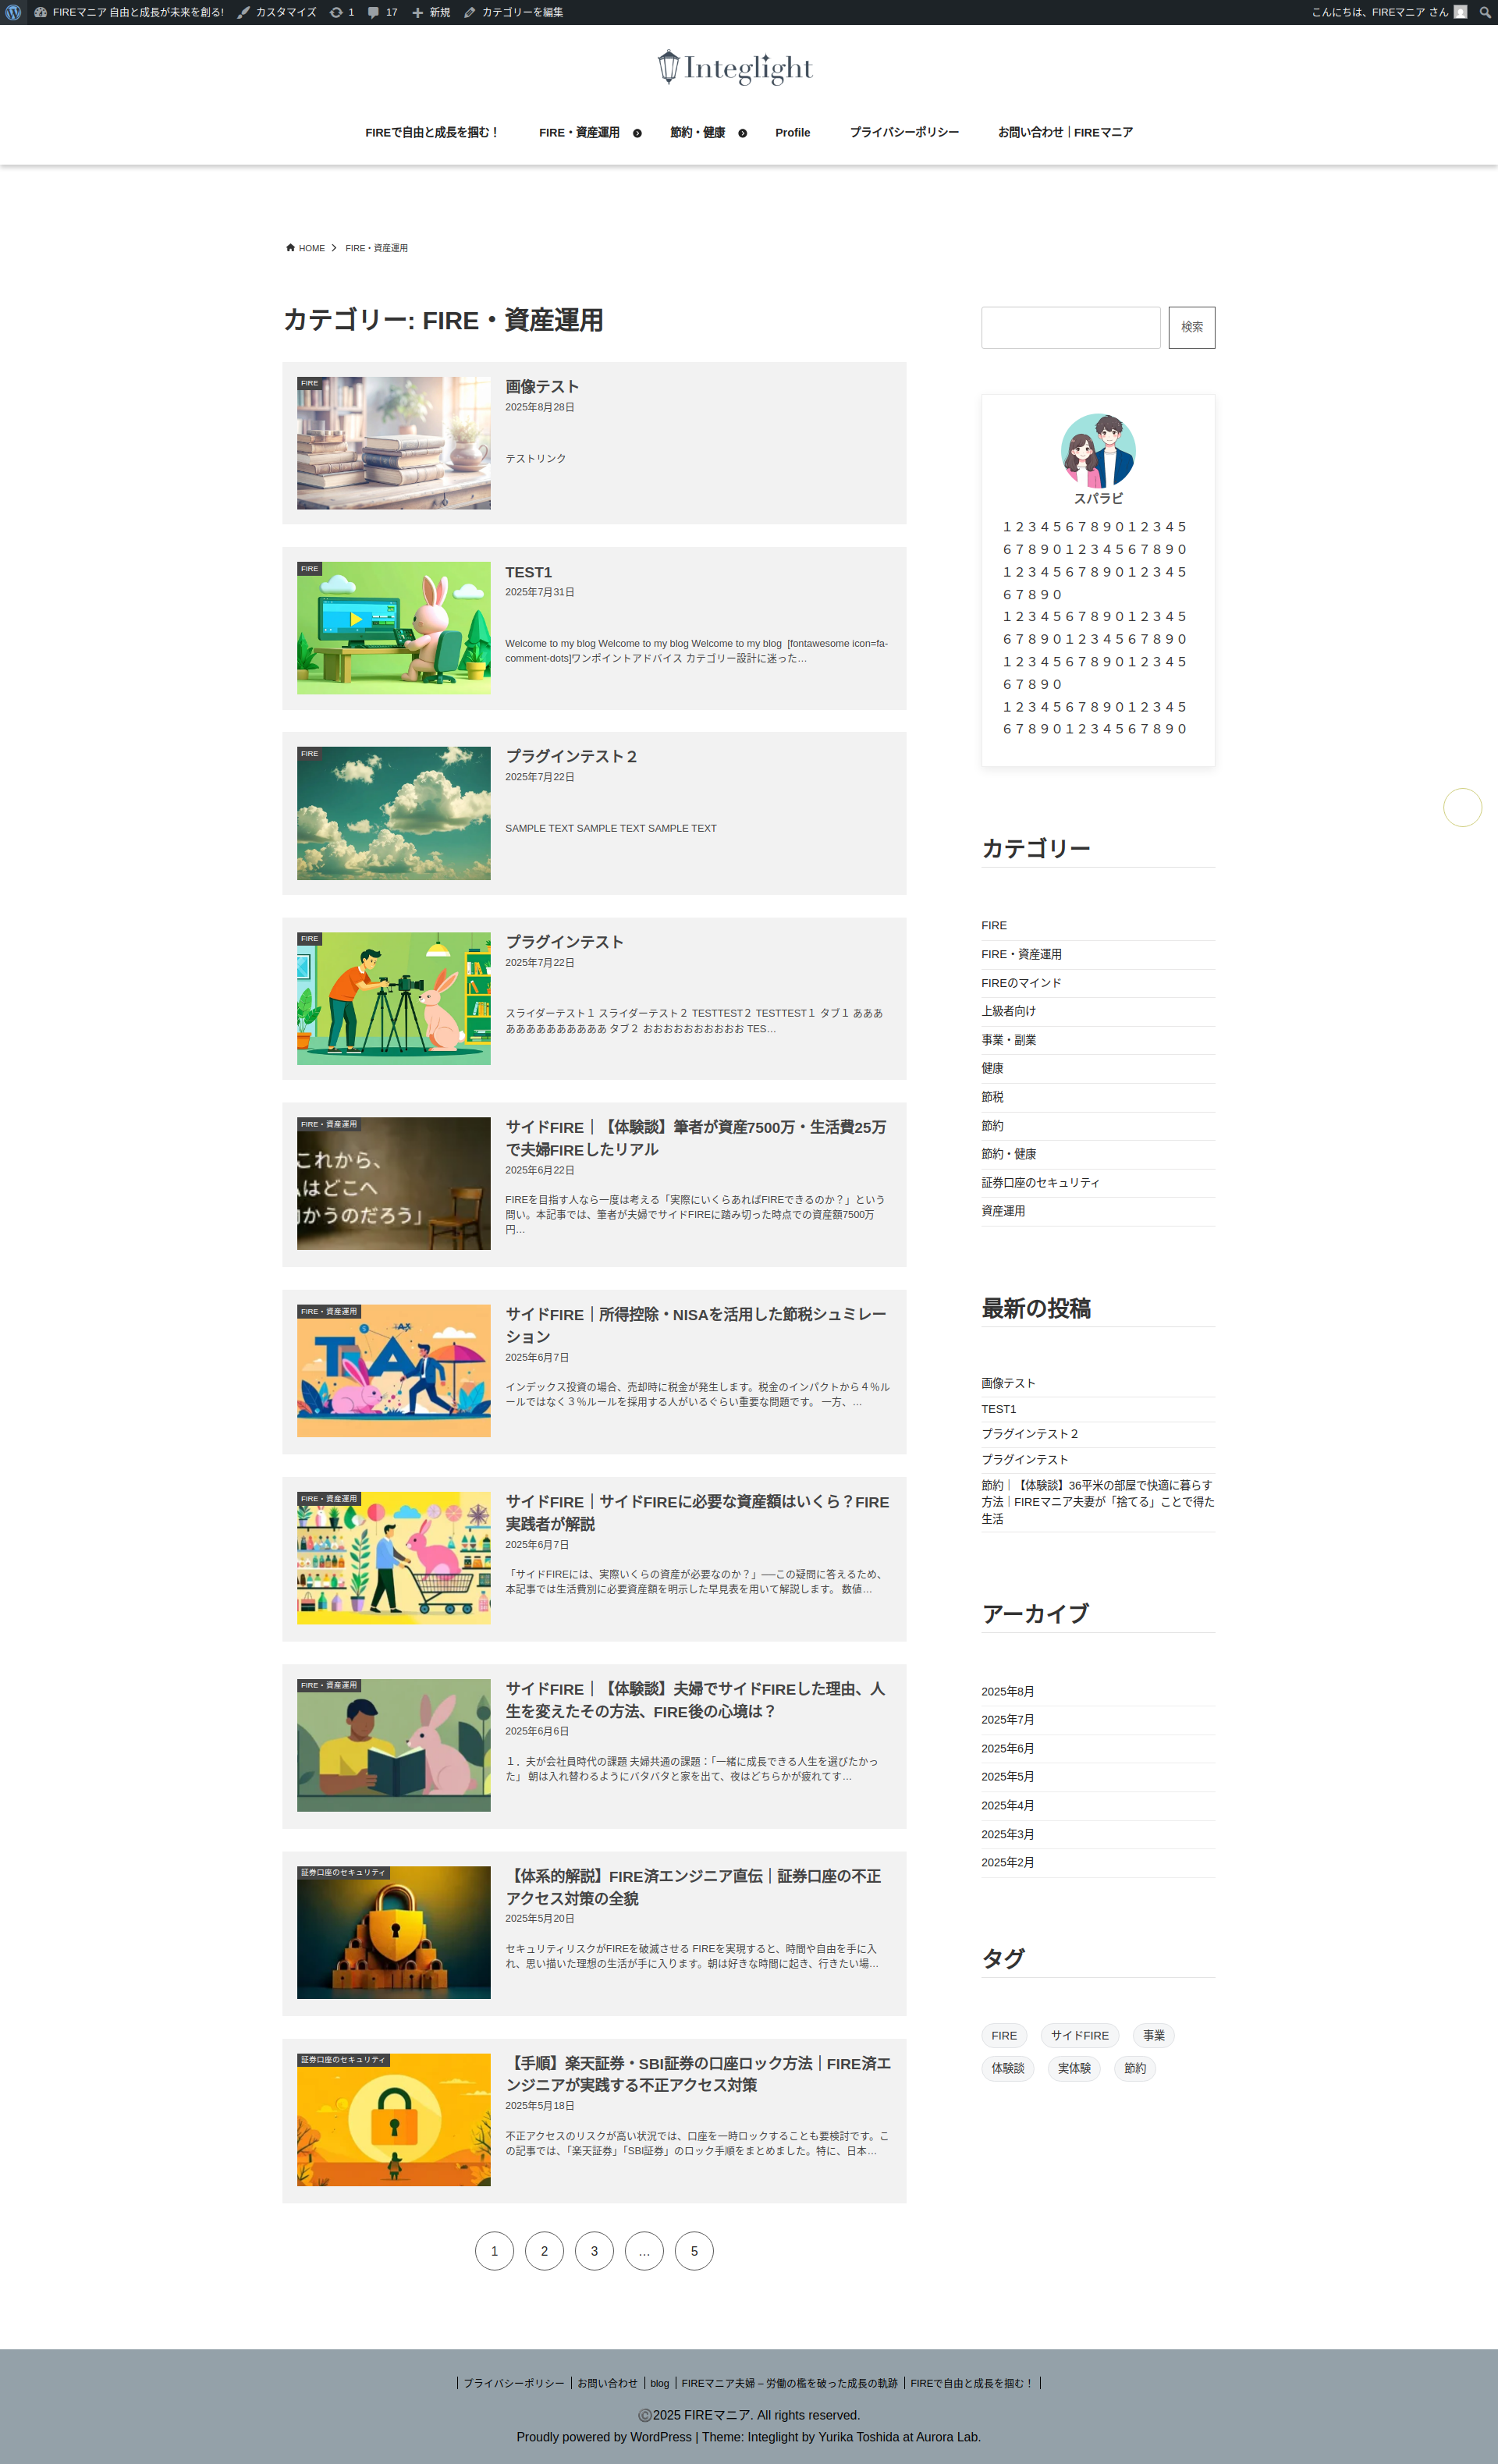 FIREマニア 自由と成長が未来を創る! カスタマイズ 1 17 新規 カテゴリーを編集 こんにちは、FIREマニア さん
Integlight
FIREで自由と成長を掴む！ FIRE・資産運用 節約・健康 Profile プライバシーポリシー お問い合わせ｜FIREマニア
HOME FIRE・資産運用
カテゴリー: FIRE・資産運用
FIRE
画像テスト
2025年8月28日
テストリンク
FIRE
TEST1
2025年7月31日
Welcome to my blog Welcome to my blog Welcome to my blog [fontawesome icon=fa-
comment-dots]ワンポイントアドバイス カテゴリー設計に迷った…
FIRE
プラグインテスト２
2025年7月22日
SAMPLE TEXT SAMPLE TEXT SAMPLE TEXT
FIRE
プラグインテスト
2025年7月22日
スライダーテスト１ スライダーテスト２ TESTTEST２ TESTTEST１ タブ１ あああ
ああああああああああ タブ２ おおおおおおおおおお TES…
FIRE・資産運用
これから、
はどこへ
かうのだろう」
サイドFIRE｜【体験談】筆者が資産7500万・生活費25万
で夫婦FIREしたリアル
2025年6月22日
FIREを目指す人なら一度は考える「実際にいくらあればFIREできるのか？」という
問い。本記事では、筆者が夫婦でサイドFIREに踏み切った時点での資産額7500万
円…
FIRE・資産運用
サイドFIRE｜所得控除・NISAを活用した節税シュミレー
ション
2025年6月7日
インデックス投資の場合、売却時に税金が発生します。税金のインパクトから４％ル
ールではなく３％ルールを採用する人がいるぐらい重要な問題です。 一方、…
FIRE・資産運用
サイドFIRE｜サイドFIREに必要な資産額はいくら？FIRE
実践者が解説
2025年6月7日
「サイドFIREには、実際いくらの資産が必要なのか？」──この疑問に答えるため、
本記事では生活費別に必要資産額を明示した早見表を用いて解説します。 数値…
FIRE・資産運用
サイドFIRE｜【体験談】夫婦でサイドFIREした理由、人
生を変えたその方法、FIRE後の心境は？
2025年6月6日
１．夫が会社員時代の課題 夫婦共通の課題：「一緒に成長できる人生を選びたかっ
た」 朝は入れ替わるようにバタバタと家を出て、夜はどちらかが疲れてす…
証券口座のセキュリティ
【体系的解説】FIRE済エンジニア直伝｜証券口座の不正
アクセス対策の全貌
2025年5月20日
セキュリティリスクがFIREを破滅させる FIREを実現すると、時間や自由を手に入
れ、思い描いた理想の生活が手に入ります。朝は好きな時間に起き、行きたい場…
証券口座のセキュリティ
【手順】楽天証券・SBI証券の口座ロック方法｜FIRE済エ
ンジニアが実践する不正アクセス対策
2025年5月18日
不正アクセスのリスクが高い状況では、口座を一時ロックすることも要検討です。こ
の記事では、「楽天証券」「SBI証券」のロック手順をまとめました。特に、日本…
1 2 3 … 5
検索
スパラビ
１２３４５６７８９０１２３４５
６７８９０１２３４５６７８９０
１２３４５６７８９０１２３４５
６７８９０
１２３４５６７８９０１２３４５
６７８９０１２３４５６７８９０
１２３４５６７８９０１２３４５
６７８９０
１２３４５６７８９０１２３４５
６７８９０１２３４５６７８９０
カテゴリー
FIRE
FIRE・資産運用
FIREのマインド
上級者向け
事業・副業
健康
節税
節約
節約・健康
証券口座のセキュリティ
資産運用
最新の投稿
画像テスト
TEST1
プラグインテスト２
プラグインテスト
節約｜【体験談】36平米の部屋で快適に暮らす
方法｜FIREマニア夫妻が「捨てる」ことで得た
生活
アーカイブ
2025年8月
2025年7月
2025年6月
2025年5月
2025年4月
2025年3月
2025年2月
タグ
FIRE サイドFIRE 事業
体験談 実体験 節約
プライバシーポリシー お問い合わせ blog FIREマニア夫婦 – 労働の檻を破った成長の軌跡 FIREで自由と成長を掴む！
©2025 FIREマニア. All rights reserved.
Proudly powered by WordPress | Theme: Integlight by Yurika Toshida at Aurora Lab.